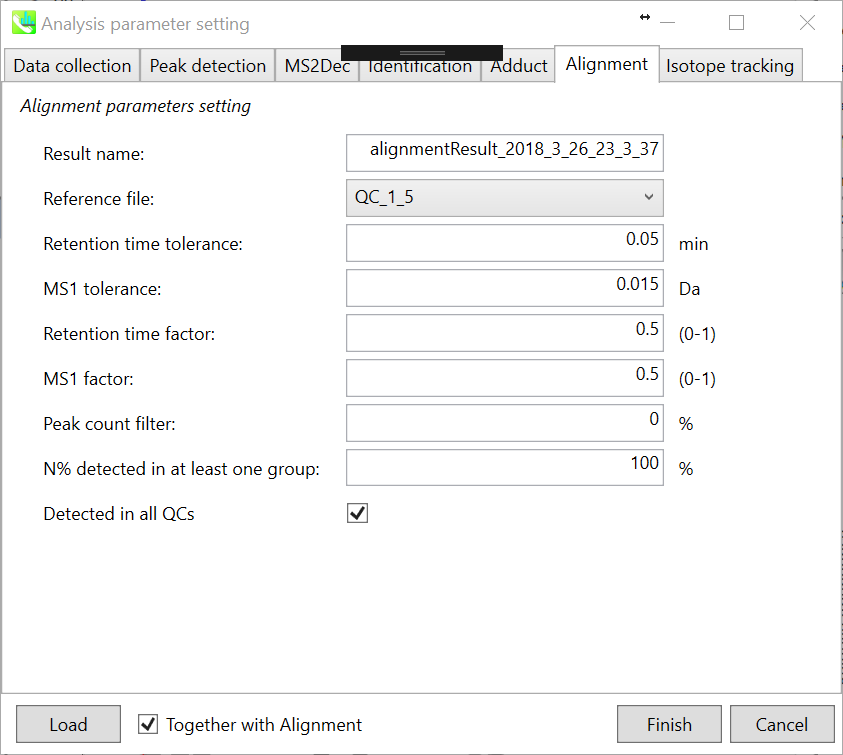 Analysis parameter setting
Data collection Peak detection MS2Dec Identification Adduct Alignment Isotope tracking
Alignment parameters setting
Result name: alignmentResult_2018_3_26_23_3_37
Reference file: QC_1_5
Retention time tolerance: 0.05 min
MS1 tolerance: 0.015 Da
Retention time factor: 0.5 (0-1)
MS1 factor: 0.5 (0-1)
Peak count filter: 0 %
N% detected in at least one group: 100 %
Detected in all QCs
Load Together with Alignment Finish Cancel